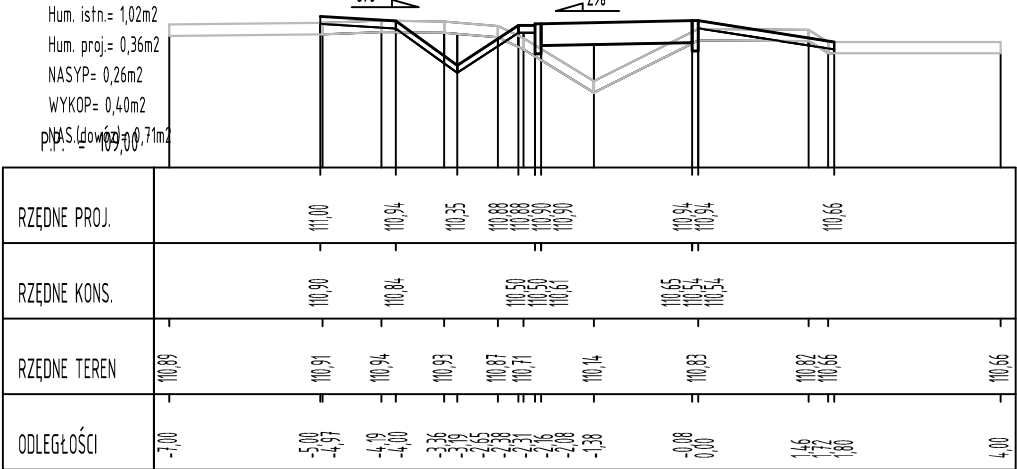 Hum. istn.= 1,02m2
Hum. proj.= 0,36m2
NASYP= 0,26m2
WYKOP= 0,40m2
NAS.(dowóz)= 0,71m2
P.P. = 109,00
2%
RZĘDNE PROJ. 111,00 110,94 110,35 110,88 110,88 110,90 110,90 110,94 110,94 110,66
RZĘDNE KONS. 110,90 110,84 110,50 110,50 110,61 110,65 110,54 110,54
RZĘDNE TEREN 110,89 110,91 110,94 110,93 110,87 110,71 110,14 110,83 110,82 110,66 110,66
ODLEGŁOŚCI -7,00 -5,00 -4,97 -4,19 -4,00 -3,36 -3,19 -2,65 -2,38 -2,31 -2,16 -2,08 -1,38 -0,08 0,00 1,46 1,72 1,80 4,00